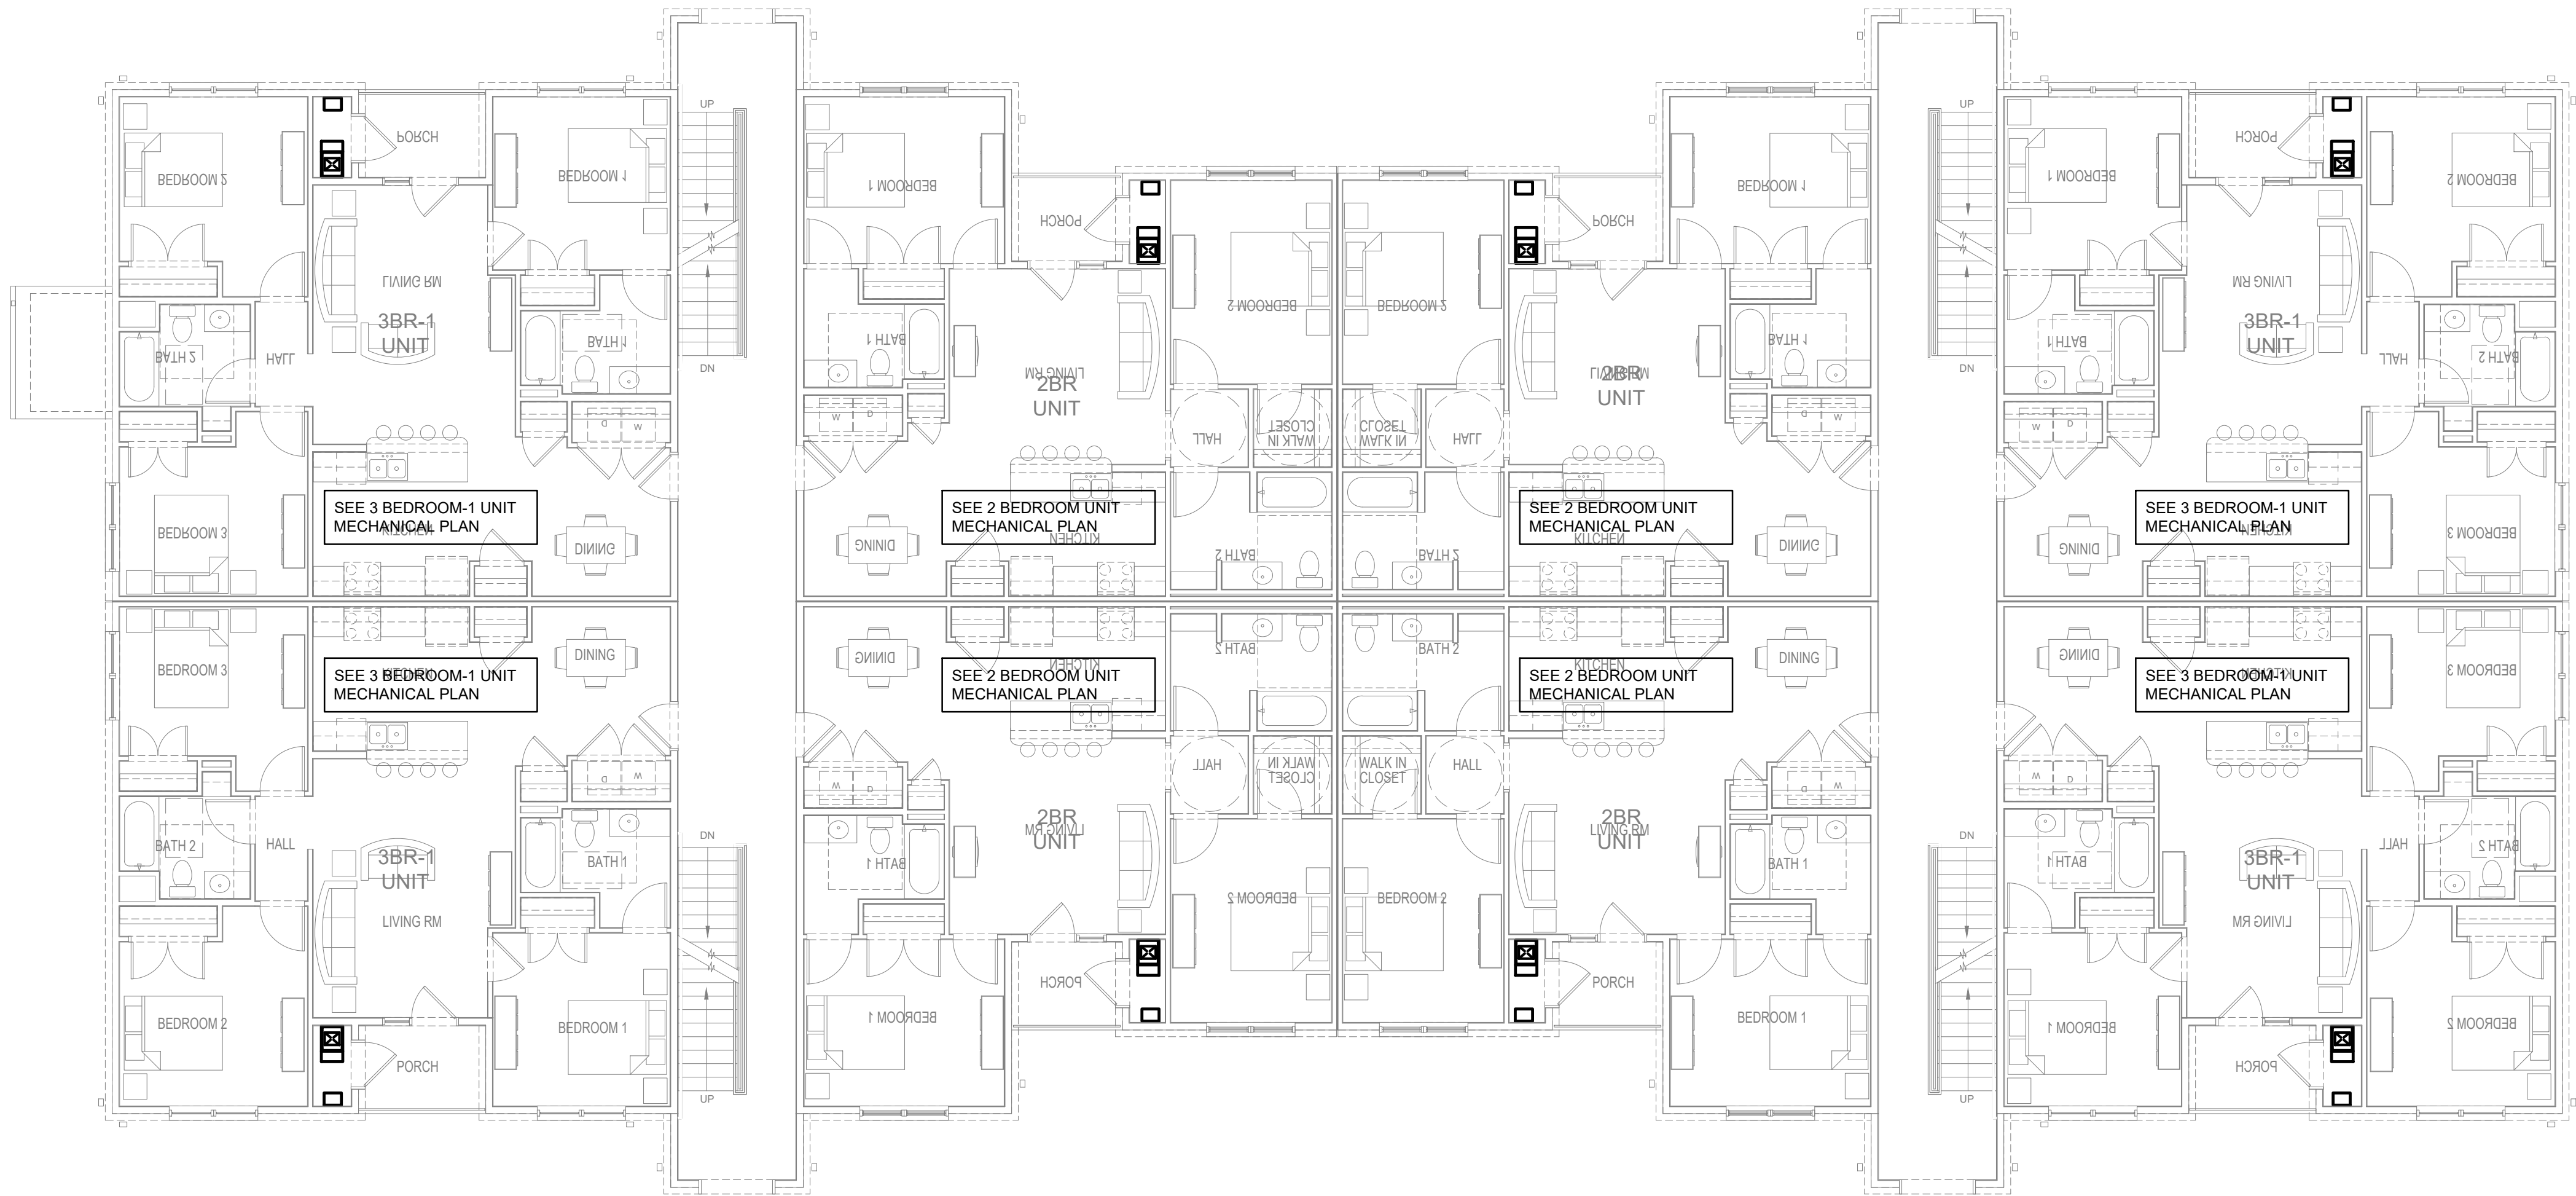 UP
UP
PORCH
PORCH
BEDROOM 2
BEDROOM 1
BEDROOM 1
BEDROOM 1
BEDROOM 1
BEDROOM 2
PORCH
PORCH
LIVING RM
BEDROOM 2
BEDROOM 2
LIVING RM
3BR-1
UNIT
3BR-1
UNIT
BATH 2
HALL
BATH 1
BATH 1
BATH 1
BATH 1
HALL
BATH 2
DN
DN
LIVING RM
2BR
UNIT
LIVING RM
2BR
UNIT
D
W
W
D
HALL
WALK IN
CLOSET
WALK IN
CLOSET
HALL
D
W
W
D
SEE 3 BEDROOM-1 UNIT
MECHANICAL PLAN
SEE 2 BEDROOM UNIT
MECHANICAL PLAN
SEE 2 BEDROOM UNIT
MECHANICAL PLAN
SEE 3 BEDROOM-1 UNIT
MECHANICAL PLAN
BEDROOM 3
KITCHEN
DINING
DINING
KITCHEN
BATH 2
BATH 2
KITCHEN
DINING
DINING
KITCHEN
BEDROOM 3
BEDROOM 3
KITCHEN
DINING
DINING
KITCHEN
BATH 2
BATH 2
KITCHEN
DINING
DINING
KITCHEN
BEDROOM 3
SEE 3 BEDROOM-1 UNIT
MECHANICAL PLAN
SEE 2 BEDROOM UNIT
MECHANICAL PLAN
SEE 2 BEDROOM UNIT
MECHANICAL PLAN
SEE 3 BEDROOM-1 UNIT
MECHANICAL PLAN
D
W
W
D
HALL
WALK IN
CLOSET
WALK IN
CLOSET
HALL
D
W
W
D
2BR
UNIT
LIVING RM
2BR
UNIT
LIVING RM
DN
DN
BATH 2
HALL
3BR-1
UNIT
BATH 1
BATH 1
BATH 1
BATH 1
3BR-1
UNIT
HALL
BATH 2
LIVING RM
BEDROOM 2
BEDROOM 2
LIVING RM
PORCH
PORCH
BEDROOM 2
BEDROOM 1
BEDROOM 1
BEDROOM 1
BEDROOM 1
BEDROOM 2
PORCH
PORCH
UP
UP